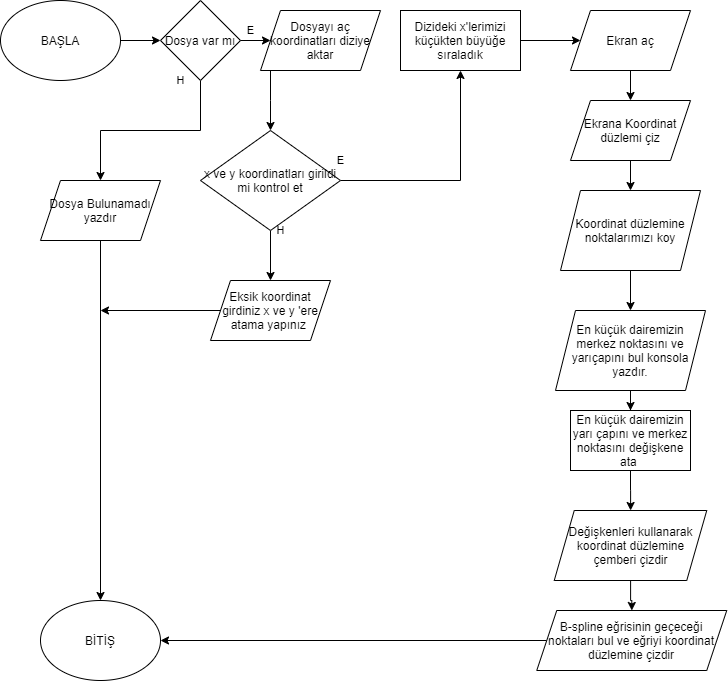 BAŞLA
Dosya var mı
E
H
Dosyayı aç
koordinatları diziye
aktar
Dizideki x'lerimizi
küçükten büyüğe
sıraladık
Ekran aç
Ekrana Koordinat
düzlemi çiz
x ve y koordinatları girildi
mi kontrol et
E
H
Dosya Bulunamadı
yazdır
Koordinat düzlemine
noktalarımızı koy
Eksik koordinat
girdiniz x ve y 'ere
atama yapınız
En küçük dairemizin
merkez noktasını ve
yarıçapını bul konsola
yazdır.
En küçük dairemizin
yarı çapını ve merkez
noktasını değişkene
ata
Değişkenleri kullanarak
koordinat düzlemine
çemberi çizdir
B-spline eğrisinin geçeceği
noktaları bul ve eğriyi koordinat
düzlemine çizdir
BİTİŞ